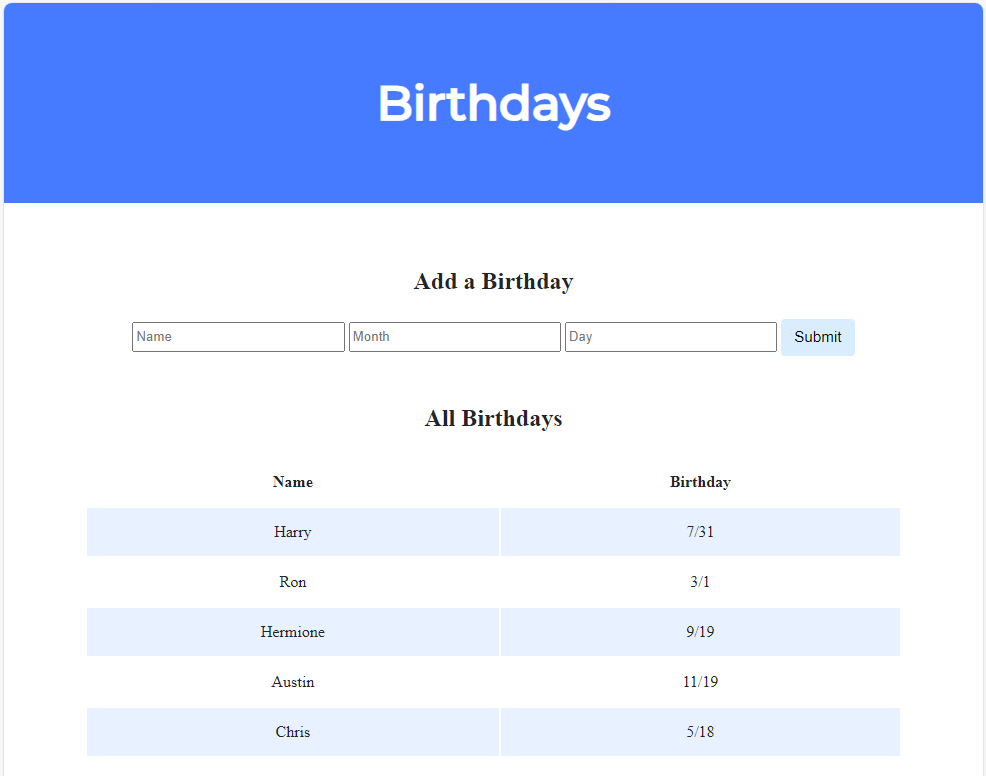 Birthdays
Add a Birthday
Name Month Day Submit
All Birthdays
Name Birthday
Harry 7/31
Ron 3/1
Hermione 9/19
Austin 11/19
Chris 5/18